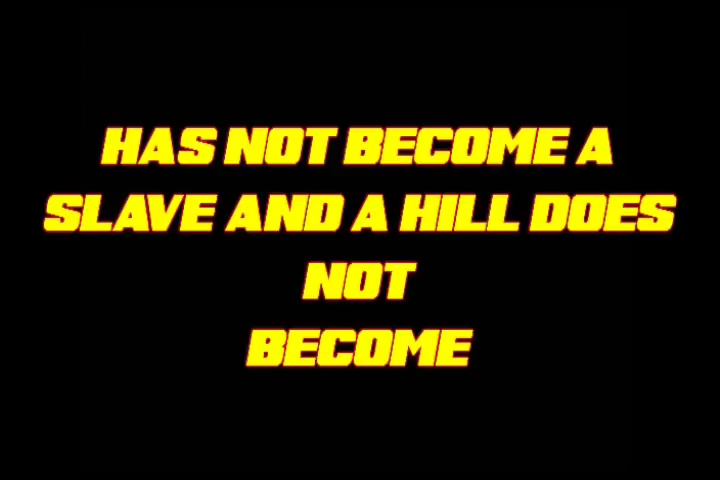 HAS NOT BECOME A
SLAVE AND A HILL DOES
NOT
BECOME